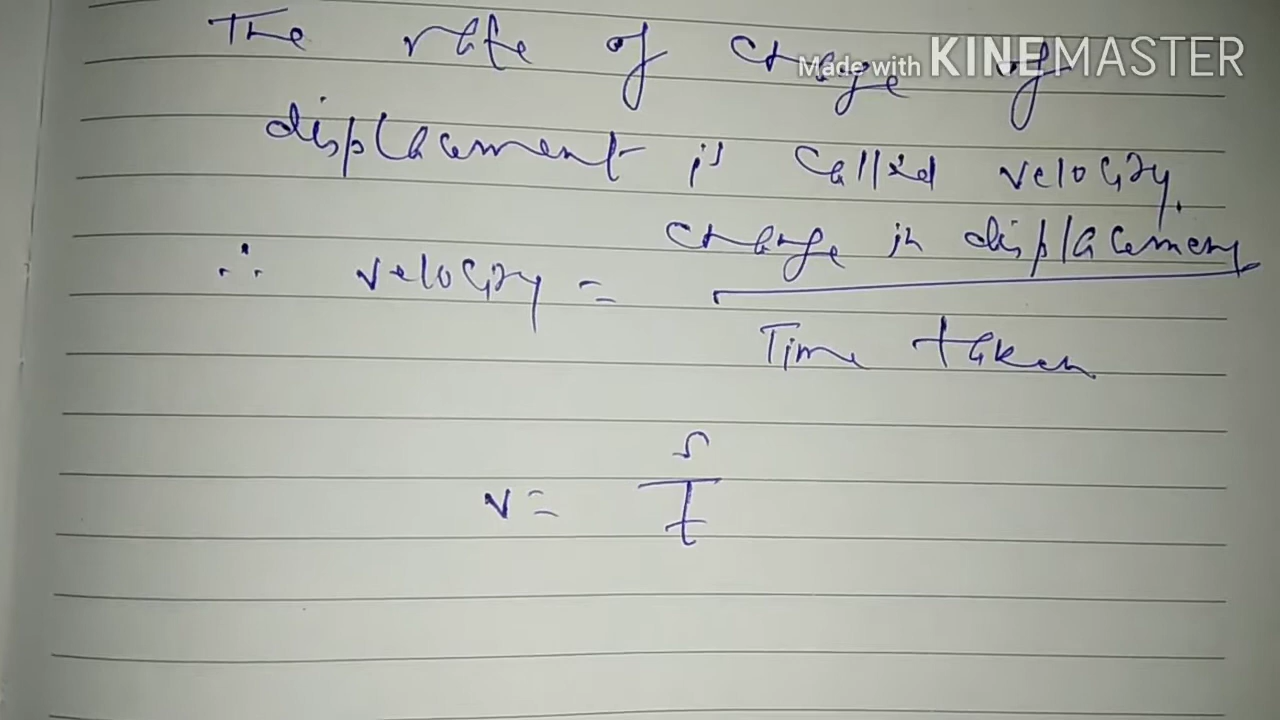 The rate of change of
Made with KINEMASTER
displacement is called velocity.
∴ velocity = change in displacement
Time taken
v = s
t